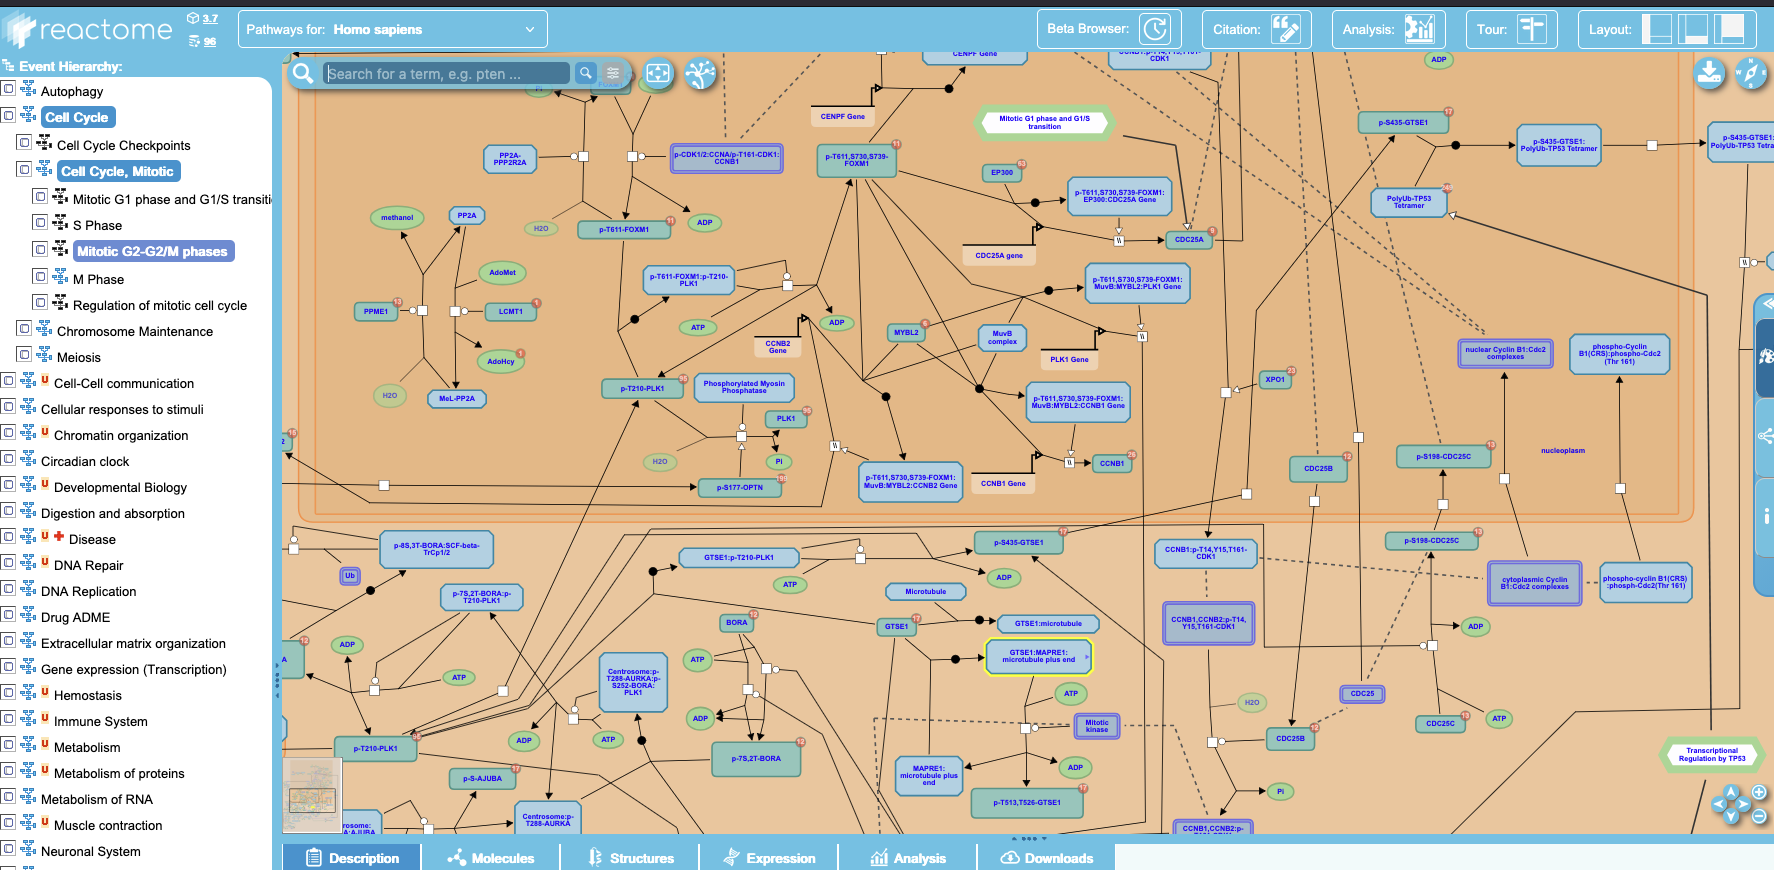 reactome
3.7
96
Pathways for: Homo sapiens
Beta Browser:
Citation:
Analysis:
Tour:
Layout:
Event Hierarchy:
Autophagy
Cell Cycle
Cell Cycle Checkpoints
Cell Cycle, Mitotic
Mitotic G1 phase and G1/S transiti
S Phase
Mitotic G2-G2/M phases
M Phase
Regulation of mitotic cell cycle
Chromosome Maintenance
Meiosis
Cell-Cell communication
Cellular responses to stimuli
Chromatin organization
Circadian clock
Developmental Biology
Digestion and absorption
Disease
DNA Repair
DNA Replication
Drug ADME
Extracellular matrix organization
Gene expression (Transcription)
Hemostasis
Immune System
Metabolism
Metabolism of proteins
Metabolism of RNA
Muscle contraction
Neuronal System
Search for a term, e.g. pten ...
CENPF Gene
CDK1
ADP
CENPF Gene
Mitotic G1 phase and G1/S
transition
p-S435-GTSE1
p-S435-GTSE1:
PolyUb-TP53 Tetramer
p-S435-GTSE1:
PolyUb-TP53 Tetra
PP2A-
PPP2R2A
p-CDK1/2:CCNA/p-T161-CDK1:
CCNB1
p-T611,S730,S739-
FOXM1
EP300
p-T611,S730,S739-FOXM1:
EP300:CDC25A Gene
PolyUb-TP53
Tetramer
methanol
PP2A
H2O
p-T611-FOXM1
ADP
CDC25A gene
CDC25A
AdoMet
p-T611-FOXM1:p-T210-
PLK1
p-T611,S730,S739-FOXM1:
MuvB:MYBL2:PLK1 Gene
PPME1
LCMT1
ATP
ADP
MYBL2
MuvB
complex
CCNB2
Gene
PLK1 Gene
nuclear Cyclin B1:Cdc2
complexes
phospho-Cyclin
B1(CRS):phospho-Cdc2
(Thr 161)
AdoHcy
H2O
MeL-PP2A
p-T210-PLK1
Phosphorylated Myosin
Phosphatase
XPO1
p-T611,S730,S739-FOXM1:
MuvB:MYBL2:CCNB1 Gene
PLK1
H2O
Pi
p-S177-OPTN
p-T611,S730,S739-FOXM1:
MuvB:MYBL2:CCNB2 Gene
CCNB1 Gene
CCNB1
CDC25B
p-S198-CDC25C
nucleoplasm
p-8S,3T-BORA:SCF-beta-
TrCp1/2
Ub
GTSE1:p-T210-PLK1
p-S435-GTSE1
ATP
ADP
CCNB1:p-T14,Y15,T161-
CDK1
p-S198-CDC25C
cytoplasmic Cyclin
B1:Cdc2 complexes
phospho-cyclin B1(CRS)
:phosph-Cdc2(Thr 161)
p-7S,2T-BORA:p-
T210-PLK1
Microtubule
BORA
GTSE1
GTSE1:microtubule
CCNB1,CCNB2:p-T14,
Y15,T161-CDK1
ADP
ADP
ATP
ATP
GTSE1:MAPRE1:
microtubule plus end
Centrosome:p-
T288-AURKA:p-
S252-BORA:
PLK1
ATP
CDC25
H2O
ADP
Mitotic
kinase
CDC25B
CDC25C
ATP
ADP
ATP
p-T210-PLK1
p-7S,2T-BORA
MAPRE1:
microtubule plus
end
ADP
Transcriptional
Regulation by TP53
p-S-AJUBA
p-T513,T526-GTSE1
Pi
Centrosome:p-
T288-AURKA
CCNB1,CCNB2:p-
Description
Molecules
Structures
Expression
Analysis
Downloads